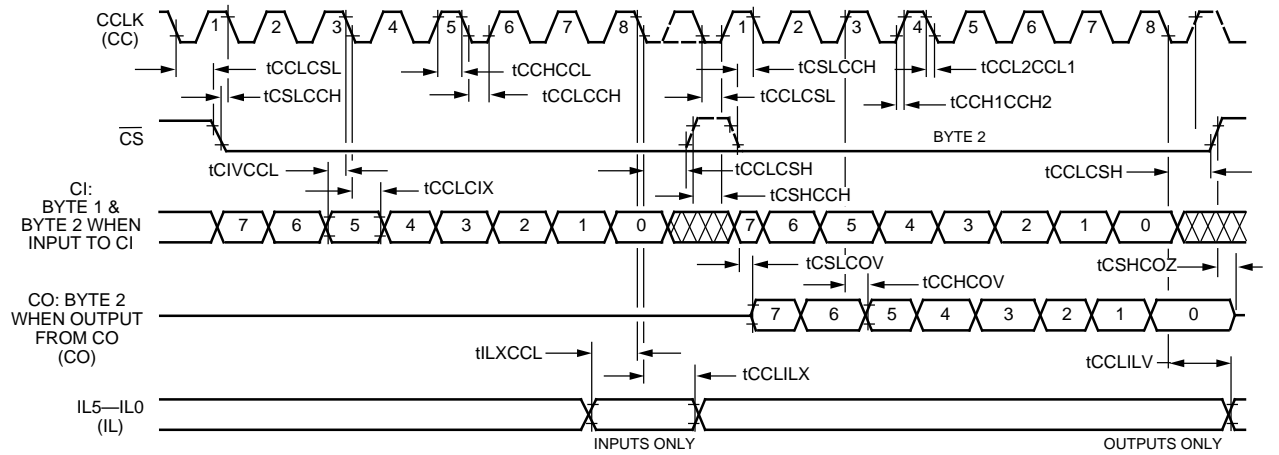 CCLK
(CC)
1 2 3 4 5 6 7 8 1 2 3 4 5 6 7 8
tCCLCSL
tCCHCCL
tCSLCCH
tCCL2CCL1
tCSLCCH
tCCLCCH
tCCLCSL
tCCH1CCH2
CS
BYTE 2
tCIVCCL
tCCLCIX
tCCLCSH
tCCLCSH
tCSHCCH
CI:
BYTE 1 &
BYTE 2 WHEN
INPUT TO CI
7 6 5 4 3 2 1 0 7 6 5 4 3 2 1 0
tCSLCOV
tCCHCOV
tCSHCOZ
CO: BYTE 2
WHEN OUTPUT
FROM CO
(CO)
7 6 5 4 3 2 1 0
tILXCCL
tCCLILX
tCCLILV
IL5—IL0
(IL)
INPUTS ONLY
OUTPUTS ONLY